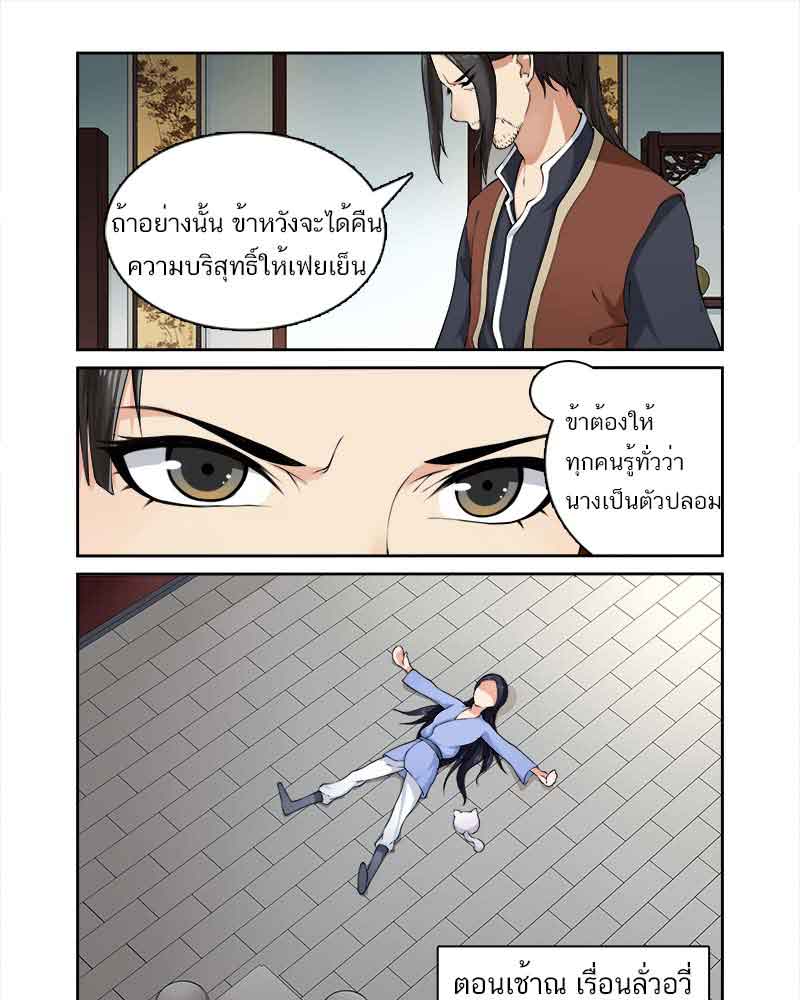 ถ้าอย่างนั้น ข้าหวังจะได้คืน
ความบริสุทธิ์ให้เฟยเย็น
ข้าต้องให้
ทุกคนรู้ทั่วว่า
นางเป็นตัวปลอม
ตอนเช้าณ เรื่อนลั่วอวี่